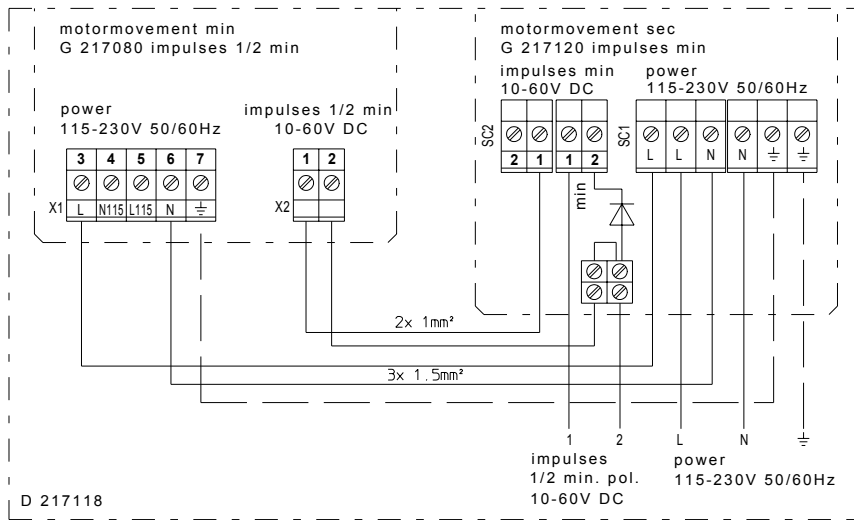 motormovement min
G 217080 impulses 1/2 min
power
115-230V 50/60Hz
impulses 1/2 min
10-60V DC
3 4 5 6 7
X1 L N115 L115 N
1 2
X2
motormovement sec
G 217120 impulses min
impulses min
10-60V DC
power
115-230V 50/60Hz
SC2
2 1 1 2
SC1
L L N N
min
2x 1mm²
3x 1.5mm²
1 2 L N
impulses
1/2 min. pol.
10-60V DC
power
115-230V 50/60Hz
D 217118